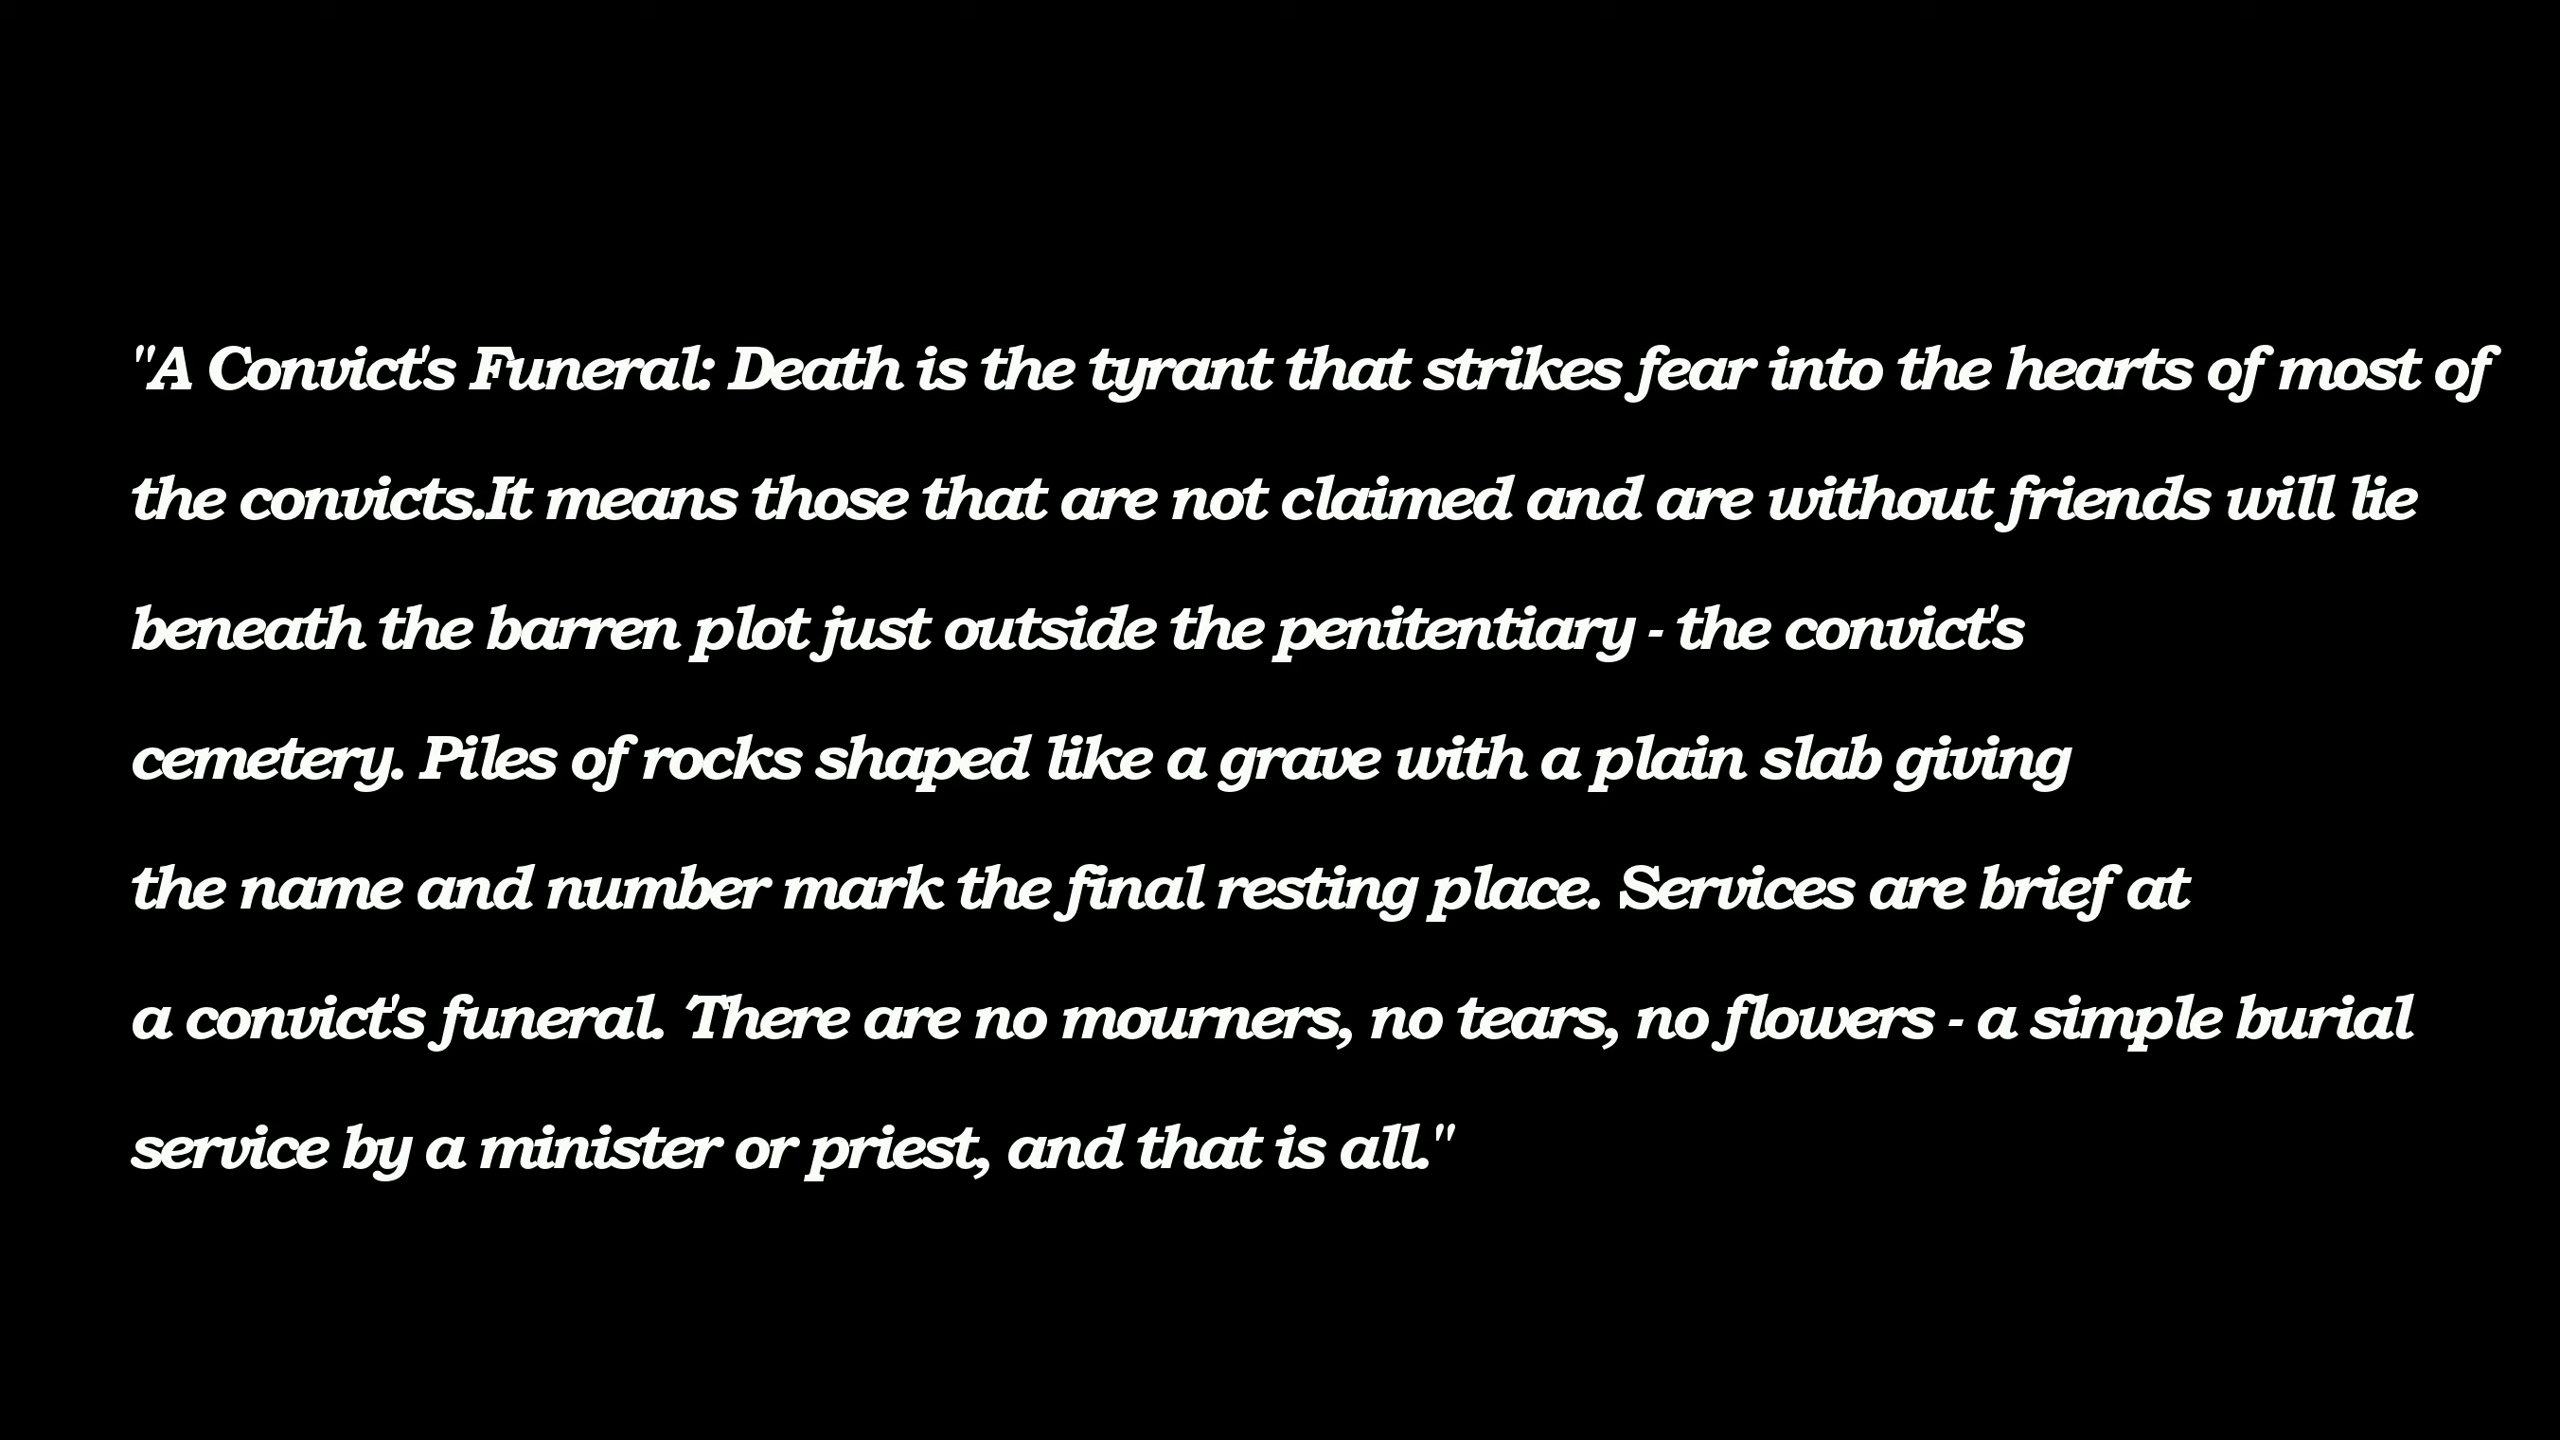 "A Convict's Funeral: Death is the tyrant that strikes fear into the hearts of most of
the convicts.It means those that are not claimed and are without friends will lie
beneath the barren plot just outside the penitentiary - the convict's
cemetery. Piles of rocks shaped like a grave with a plain slab giving
the name and number mark the final resting place. Services are brief at
a convict's funeral. There are no mourners, no tears, no flowers - a simple burial
service by a minister or priest, and that is all."